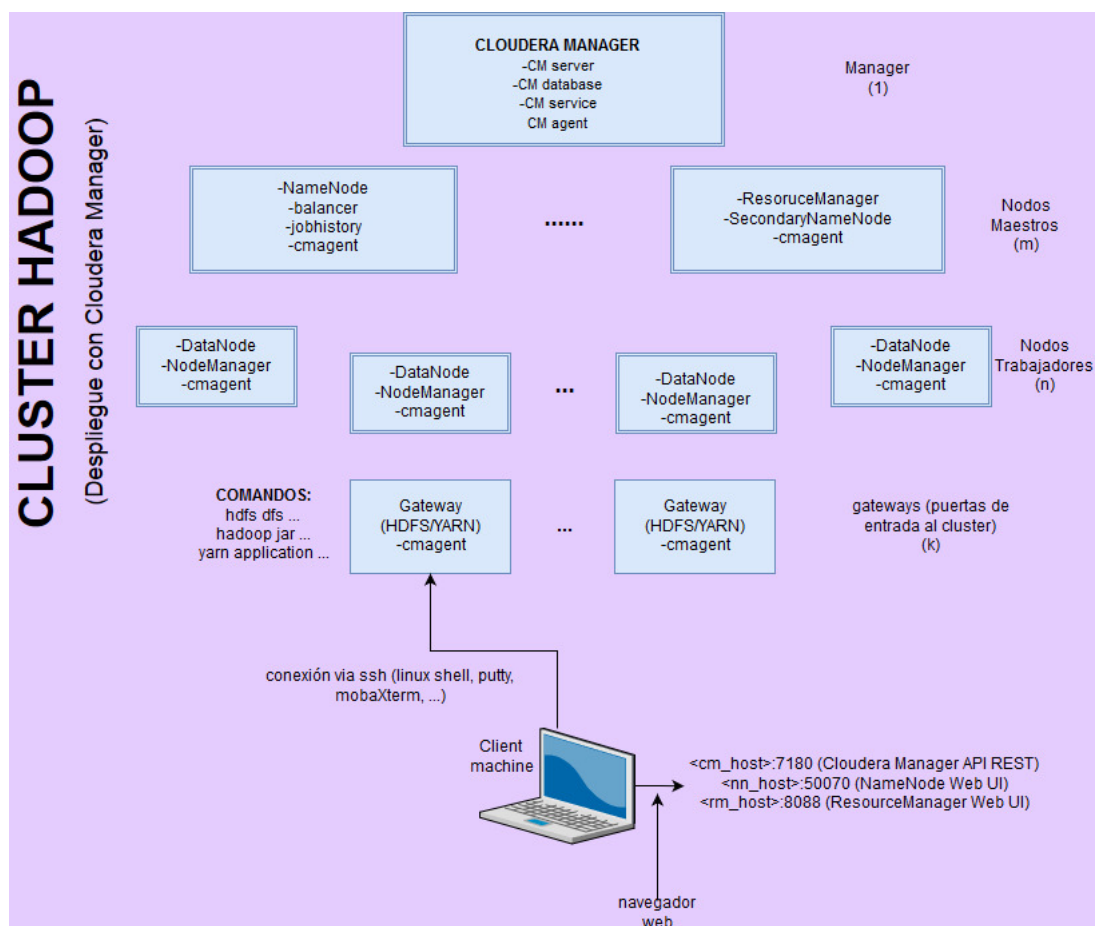 CLUSTER HADOOP
(Despliegue con Cloudera Manager)
CLOUDERA MANAGER
-CM server
-CM database
-CM service
CM agent
Manager
(1)
-NameNode
-balancer
-jobhistory
-cmagent
......
-ResoruceManager
-SecondaryNameNode
-cmagent
Nodos
Maestros
(m)
-DataNode
-NodeManager
-cmagent
-DataNode
-NodeManager
-cmagent
...
-DataNode
-NodeManager
-cmagent
-DataNode
-NodeManager
-cmagent
Nodos
Trabajadores
(n)
COMANDOS:
hdfs dfs ...
hadoop jar ...
yarn application ...
Gateway
(HDFS/YARN)
-cmagent
...
Gateway
(HDFS/YARN)
-cmagent
gateways (puertas de
entrada al cluster)
(k)
conexión via ssh (linux shell, putty,
mobaXterm, ...)
Client
machine
<cm_host>:7180 (Cloudera Manager API REST)
<nn_host>:50070 (NameNode Web UI)
<rm_host>:8088 (ResourceManager Web UI)
navegador
web